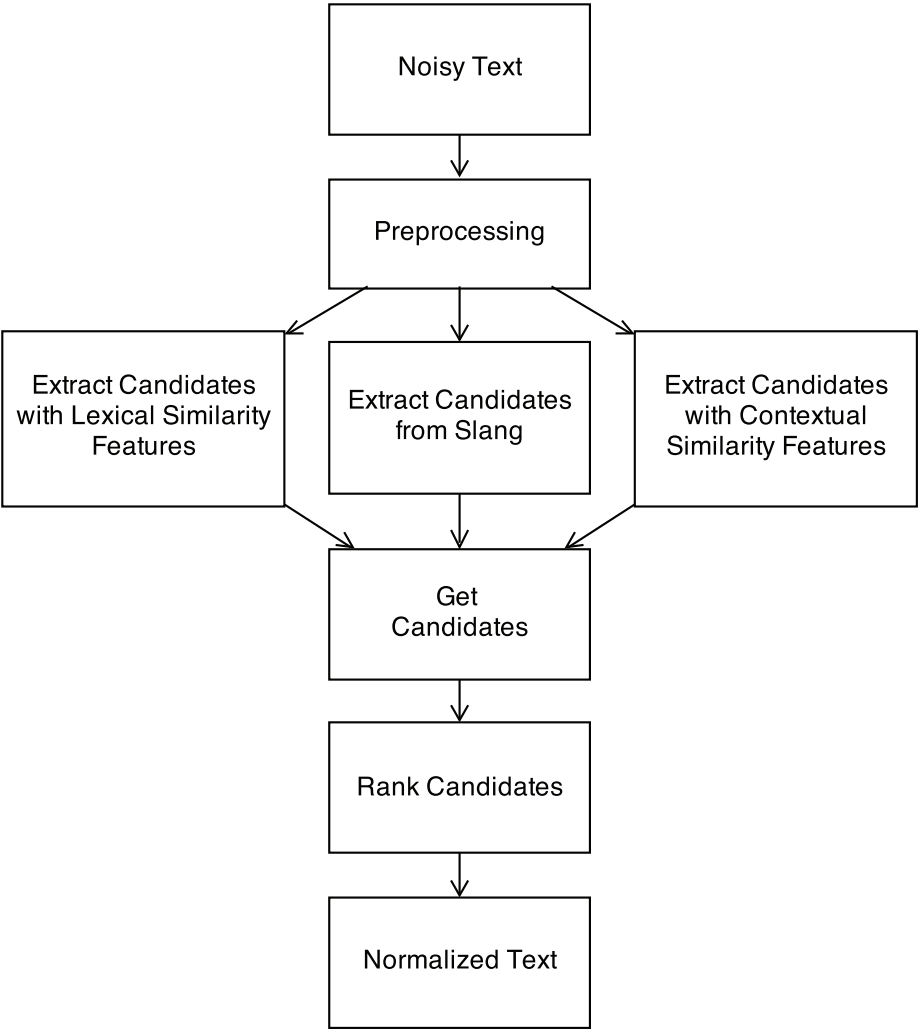 Noisy Text
Preprocessing
Extract Candidates
with Lexical Similarity
Features
Extract Candidates
from Slang
Extract Candidates
with Contextual
Similarity Features
Get
Candidates
Rank Candidates
Normalized Text